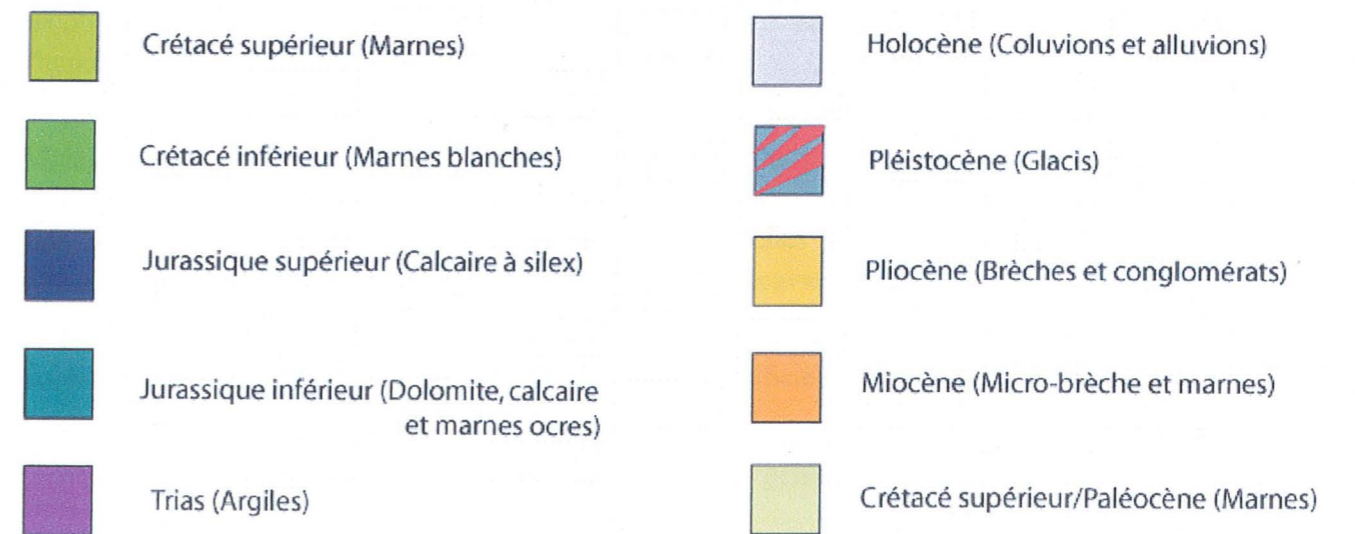 Crétacé supérieur (Marnes)
Crétacé inférieur (Marnes blanches)
Jurassique supérieur (Calcaire à silex)
Jurassique inférieur (Dolomite, calcaire
et marnes ocres)
Trias (Argiles)
Holocène (Coluvions et alluvions)
Pléistocène (Glacis)
Pliocène (Brèches et conglomérats)
Miocène (Micro-brèche et marnes)
Crétacé supérieur/Paléocène (Marnes)